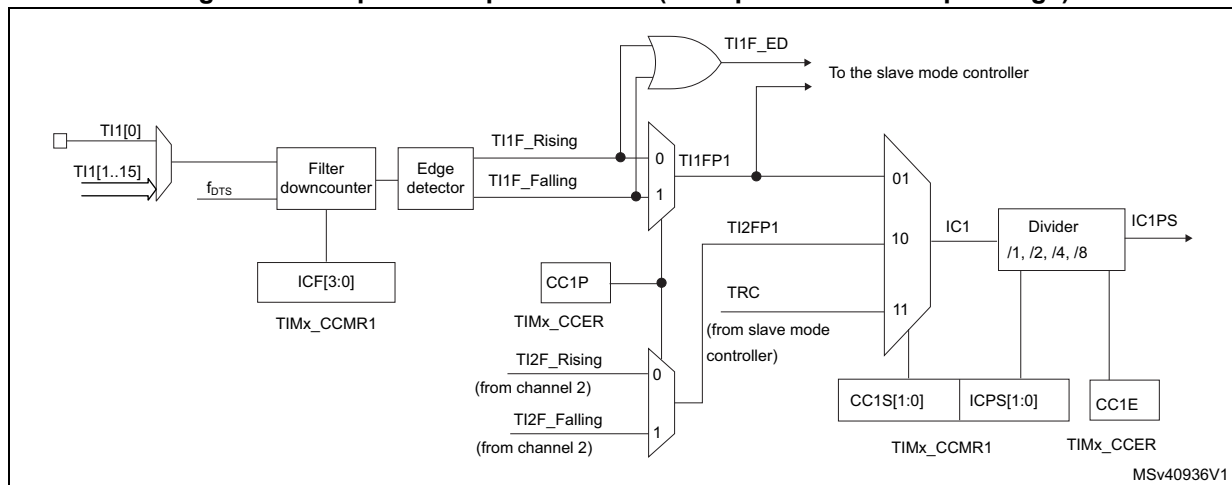 TI1F_ED
To the slave mode controller
TI1[0]
TI1[1..15]
fDTS
Filter
downcounter
Edge
detector
TI1F_Rising
TI1F_Falling
0
1
TI1FP1
01
TI2FP1
10
TRC
11
(from slave mode
controller)
IC1
Divider
/1, /2, /4, /8
IC1PS
ICF[3:0]
TIMx_CCMR1
CC1P
TIMx_CCER
TI2F_Rising
(from channel 2)
0
TI2F_Falling
1
(from channel 2)
CC1S[1:0]
ICPS[1:0]
CC1E
TIMx_CCMR1
TIMx_CCER
MSv40936V1